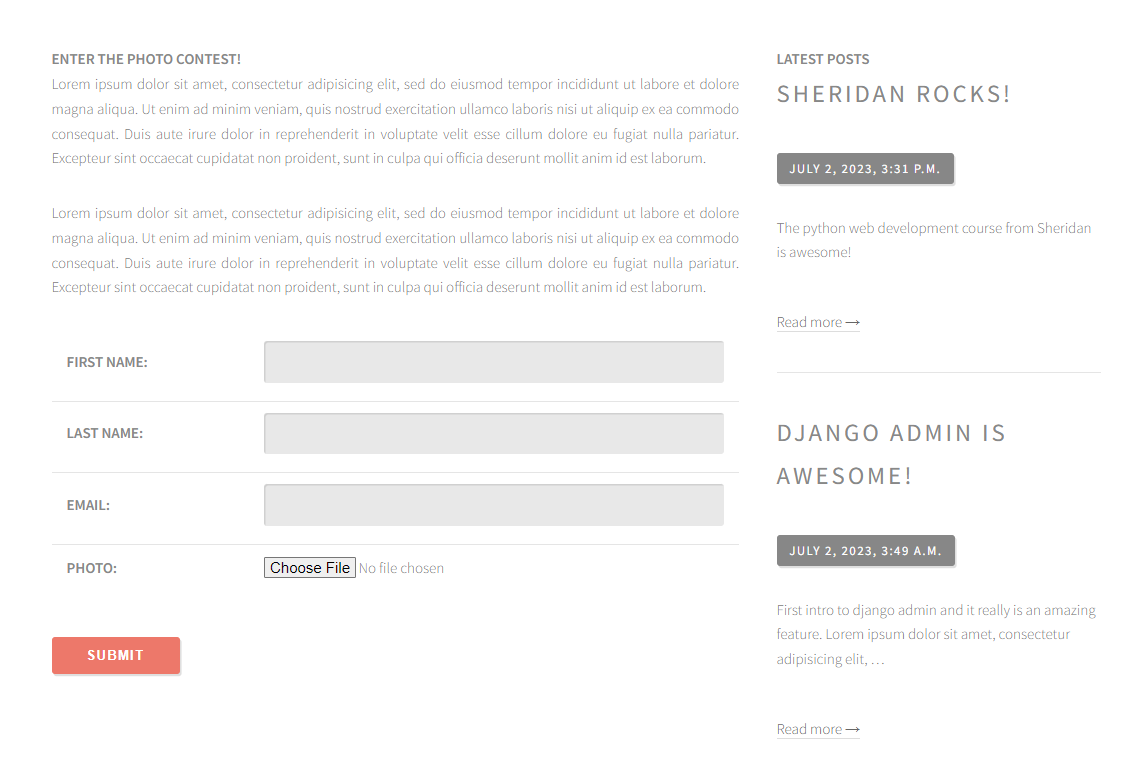 ENTER THE PHOTO CONTEST!
Lorem ipsum dolor sit amet, consectetur adipisicing elit, sed do eiusmod tempor incididunt ut labore et dolore
magna aliqua. Ut enim ad minim veniam, quis nostrud exercitation ullamco laboris nisi ut aliquip ex ea commodo
consequat. Duis aute irure dolor in reprehenderit in voluptate velit esse cillum dolore eu fugiat nulla pariatur.
Excepteur sint occaecat cupidatat non proident, sunt in culpa qui officia deserunt mollit anim id est laborum.
Lorem ipsum dolor sit amet, consectetur adipisicing elit, sed do eiusmod tempor incididunt ut labore et dolore
magna aliqua. Ut enim ad minim veniam, quis nostrud exercitation ullamco laboris nisi ut aliquip ex ea commodo
consequat. Duis aute irure dolor in reprehenderit in voluptate velit esse cillum dolore eu fugiat nulla pariatur.
Excepteur sint occaecat cupidatat non proident, sunt in culpa qui officia deserunt mollit anim id est laborum.
FIRST NAME:
LAST NAME:
EMAIL:
PHOTO: Choose File No file chosen
SUBMIT
LATEST POSTS
SHERIDAN ROCKS!
JULY 2, 2023, 3:31 P.M.
The python web development course from Sheridan
is awesome!
Read more →
DJANGO ADMIN IS
AWESOME!
JULY 2, 2023, 3:49 A.M.
First intro to django admin and it really is an amazing
feature. Lorem ipsum dolor sit amet, consectetur
adipisicing elit, …
Read more →